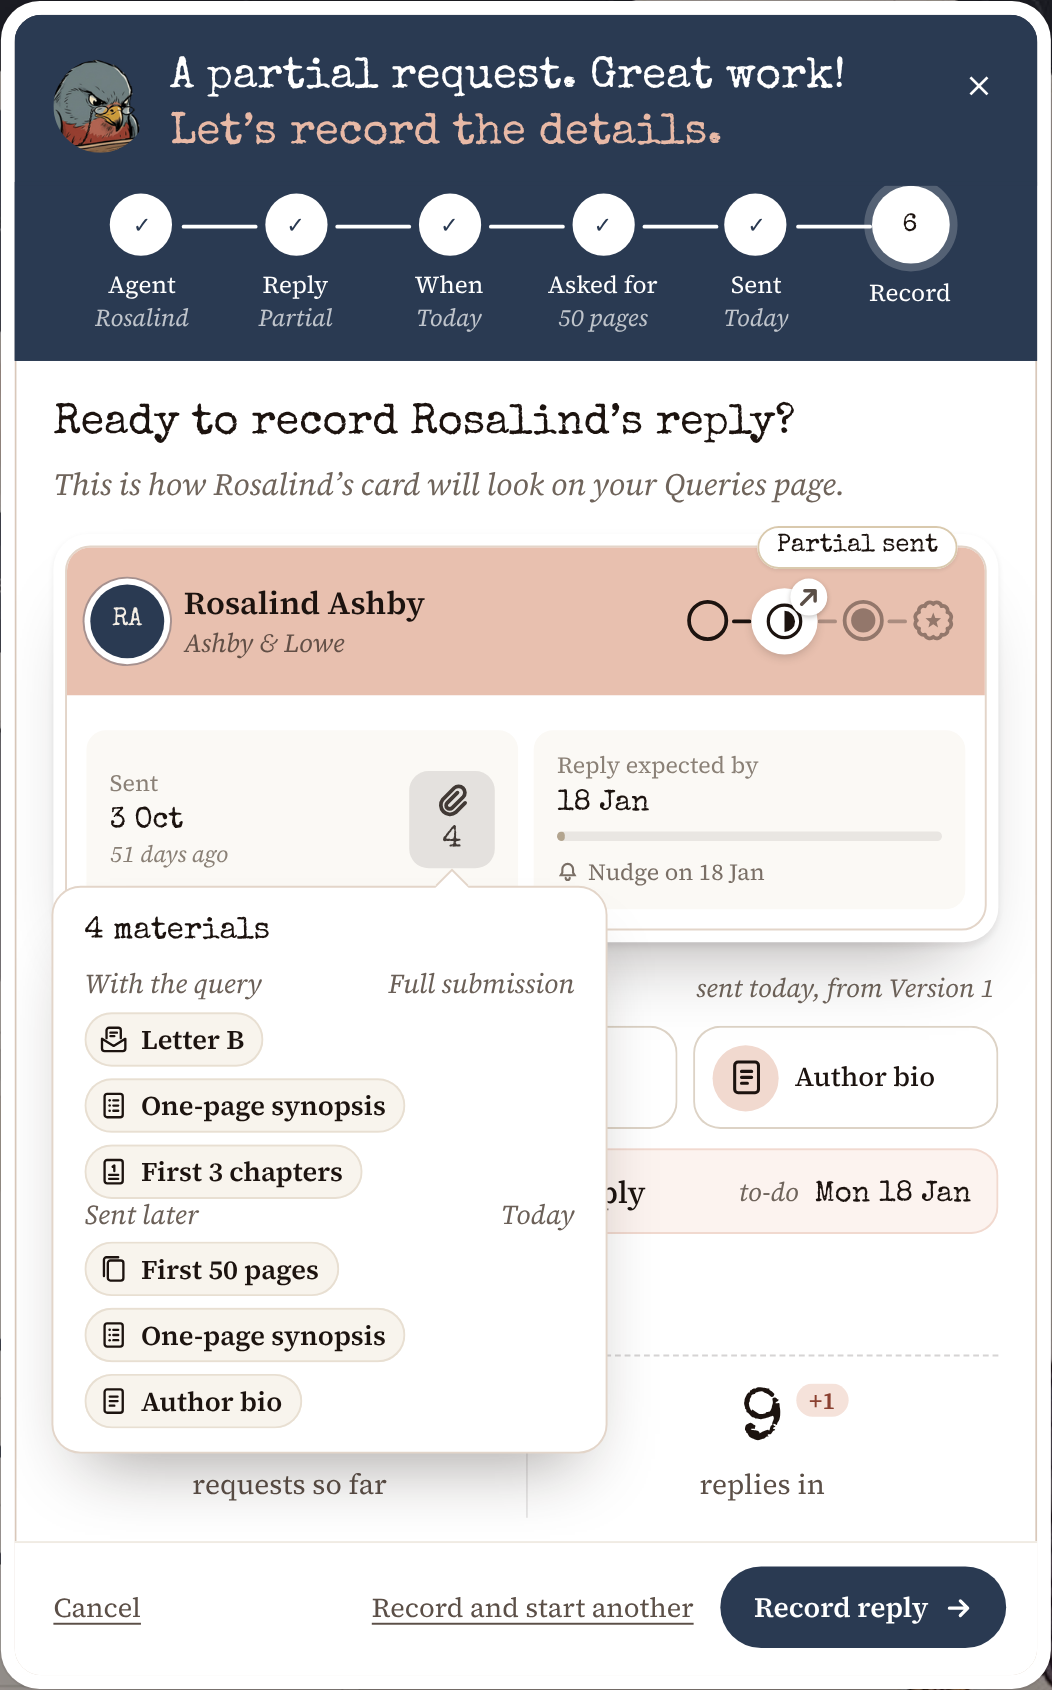 A partial request. Great work!
Let's record the details.
✓ ✓ ✓ ✓ ✓ 6
Agent Reply When Asked for Sent Record
Rosalind Partial Today 50 pages Today
Ready to record Rosalind's reply?
This is how Rosalind's card will look on your Queries page.
Partial sent
RA
Rosalind Ashby
Ashby & Lowe
Sent
3 Oct
51 days ago
4
Reply expected by
18 Jan
Nudge on 18 Jan
4 materials
With the query Full submission
Letter B
One-page synopsis
First 3 chapters
Sent later Today
First 50 pages
One-page synopsis
Author bio
sent today, from Version 1
Author bio
to-do Mon 18 Jan
9 +1
requests so far
replies in
Cancel
Record and start another
Record reply →